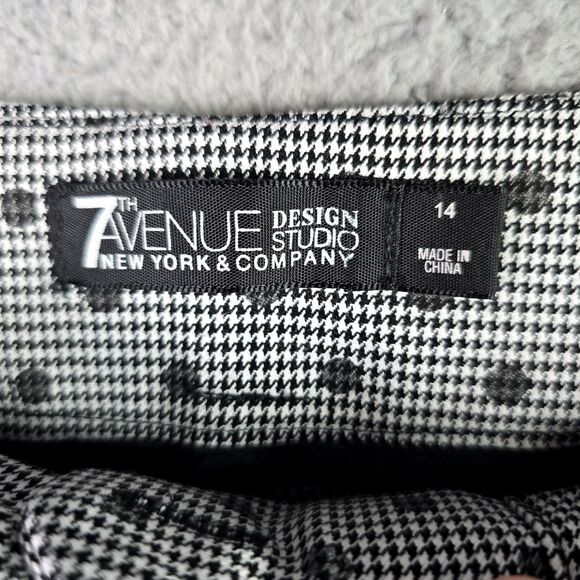 7TH AVENUE DESIGN STUDIO
NEW YORK & COMPANY
14
MADE IN
CHINA